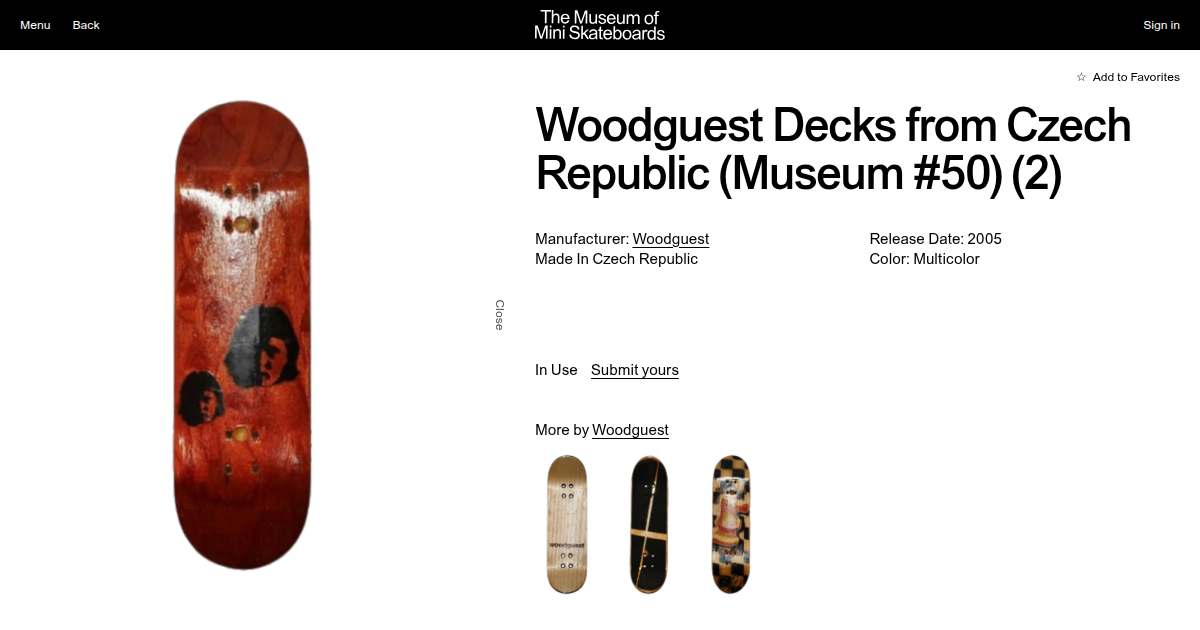 Menu
Back
The Museum of
Mini Skateboards
Sign in
☆ Add to Favorites
Woodguest Decks from Czech
Republic (Museum #50) (2)
Manufacturer: Woodguest
Made In Czech Republic
Release Date: 2005
Color: Multicolor
Close
In Use
Submit yours
More by Woodguest
woodguest